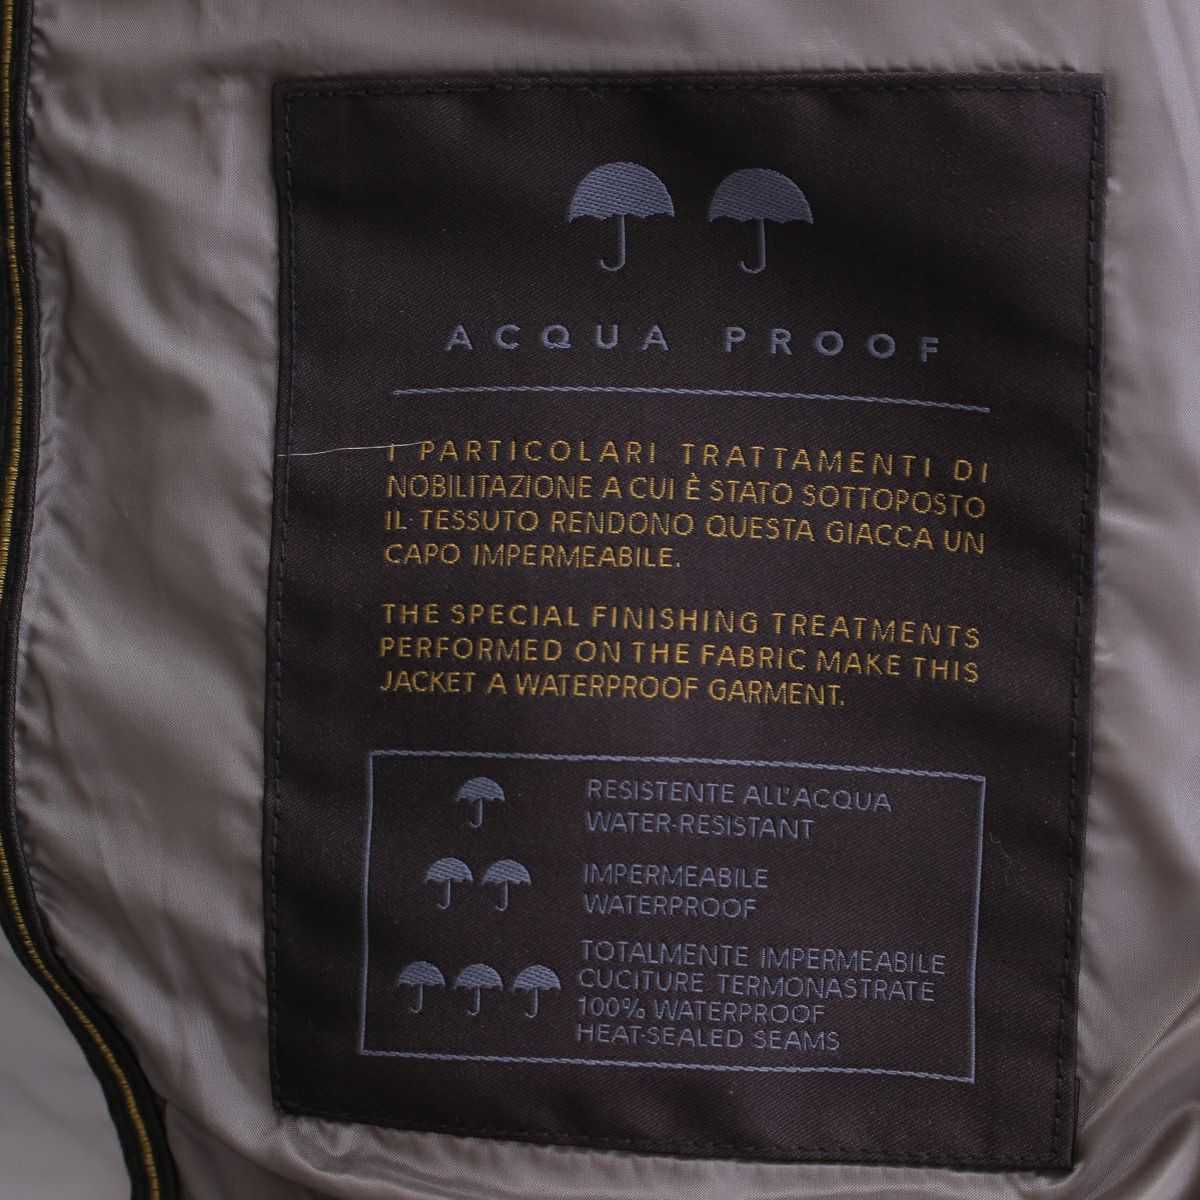 ACQUA PROOF
I PARTICOLARI TRATTAMENTI DI
NOBILITAZIONE A CUI È STATO SOTTOPOSTO
IL TESSUTO RENDONO QUESTA GIACCA UN
CAPO IMPERMEABILE.
THE SPECIAL FINISHING TREATMENTS
PERFORMED ON THE FABRIC MAKE THIS
JACKET A WATERPROOF GARMENT.
RESISTENTE ALL'ACQUA
WATER-RESISTANT
IMPERMEABILE
WATERPROOF
TOTALMENTE IMPERMEABILE
CUCITURE TERMONASTRATE
100% WATERPROOF
HEAT-SEALED SEAMS